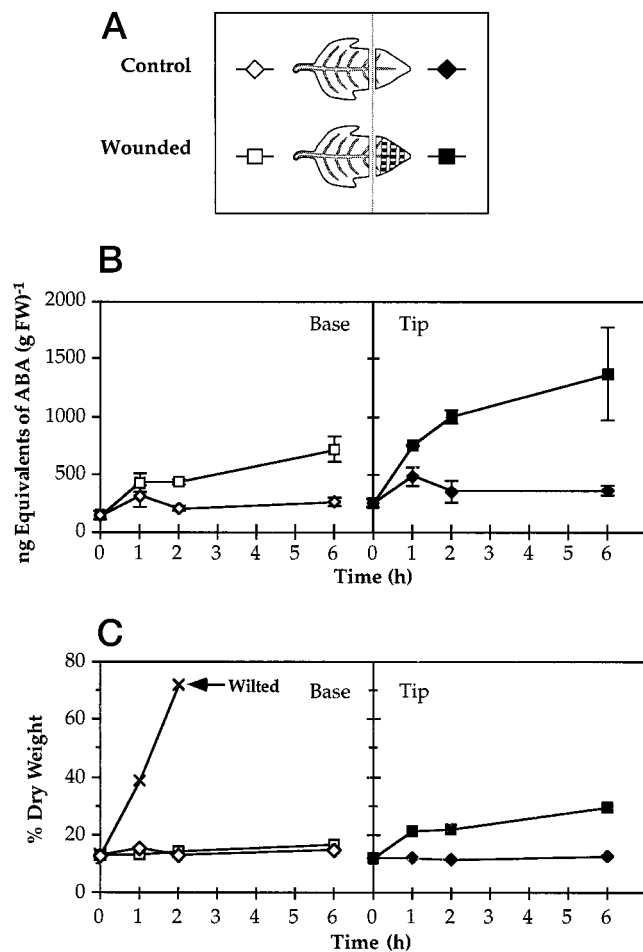 A
Control
Wounded
B
ng Equivalents of ABA (g FW)⁻¹
2000
1500
1000
500
0
Base
Tip
0 1 2 3 4 5 6
0 1 2 3 4 5 6
Time (h)
Time (h)
C
% Dry Weight
80
60
40
20
0
Wilted
Base
Tip
0 1 2 3 4 5 6
0 1 2 3 4 5 6
Time (h)
Time (h)